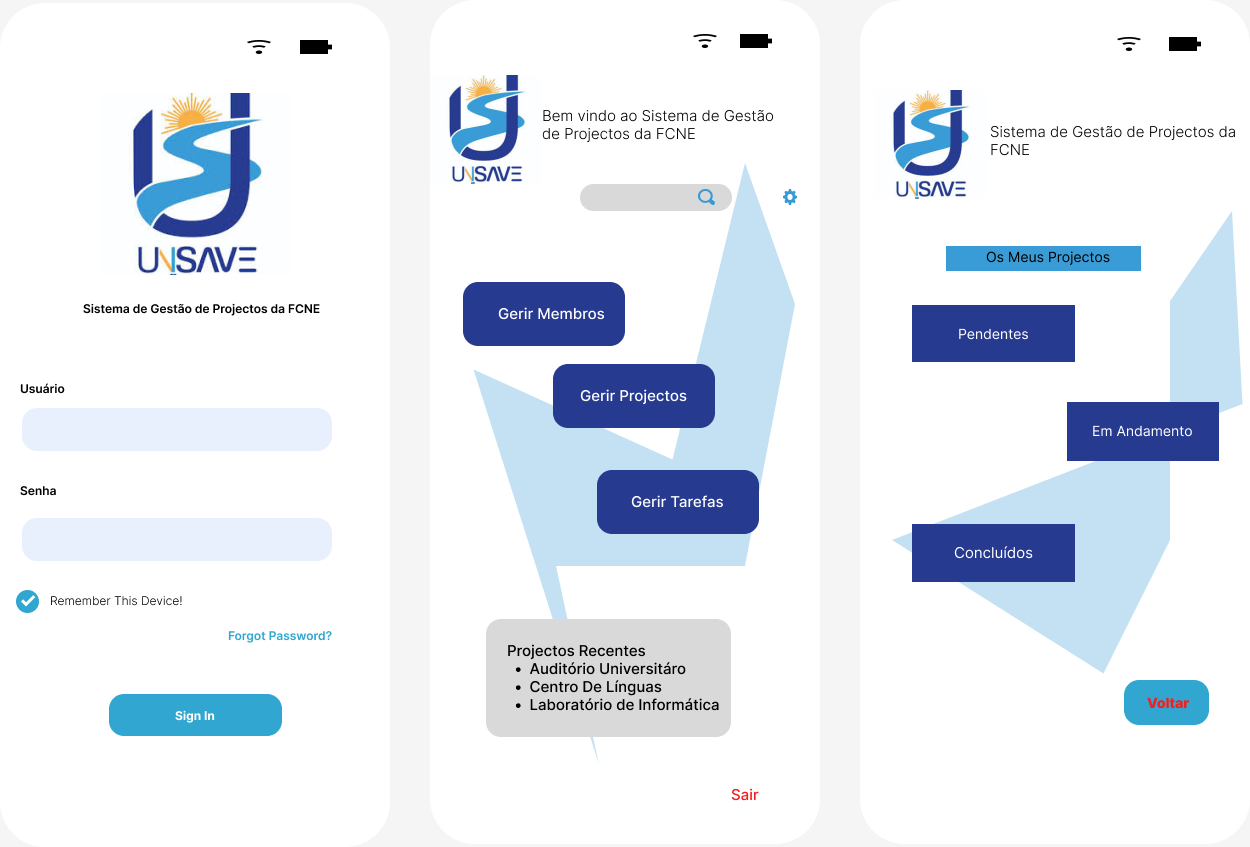 UNSAVE
Sistema de Gestão de Projectos da FCNE
Usuário
Senha
Remember This Device!
Forgot Password?
Sign In
UNSAVE
Bem vindo ao Sistema de Gestão
de Projectos da FCNE
Gerir Membros
Gerir Projectos
Gerir Tarefas
Projectos Recentes
• Auditório Universitáro
• Centro De Línguas
• Laboratório de Informática
Sair
UNSAVE
Sistema de Gestão de Projectos da
FCNE
Os Meus Projectos
Pendentes
Em Andamento
Concluídos
Voltar